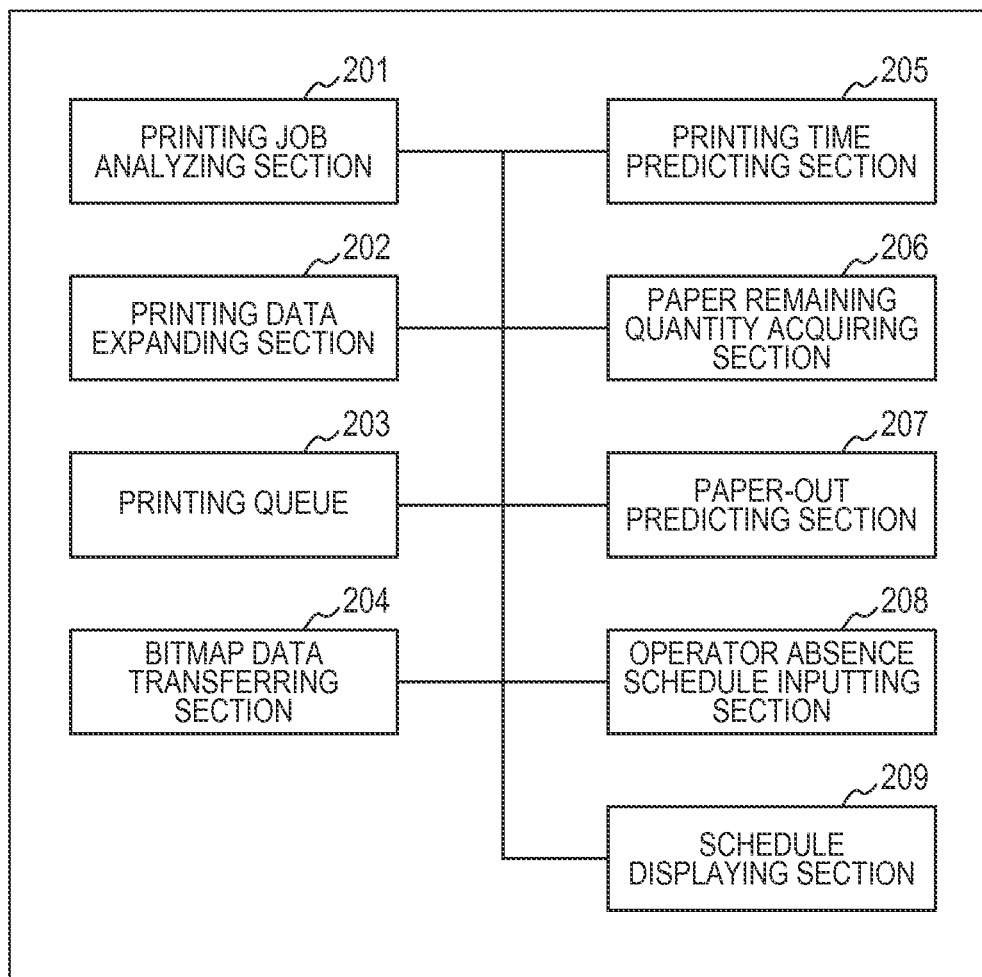 201
PRINTING JOB
ANALYZING SECTION
202
PRINTING DATA
EXPANDING SECTION
203
PRINTING QUEUE
204
BITMAP DATA
TRANSFERRING
SECTION
205
PRINTING TIME
PREDICTING SECTION
206
PAPER REMAINING
QUANTITY ACQUIRING
SECTION
207
PAPER-OUT
PREDICTING SECTION
208
OPERATOR ABSENCE
SCHEDULE INPUTTING
SECTION
209
SCHEDULE
DISPLAYING SECTION